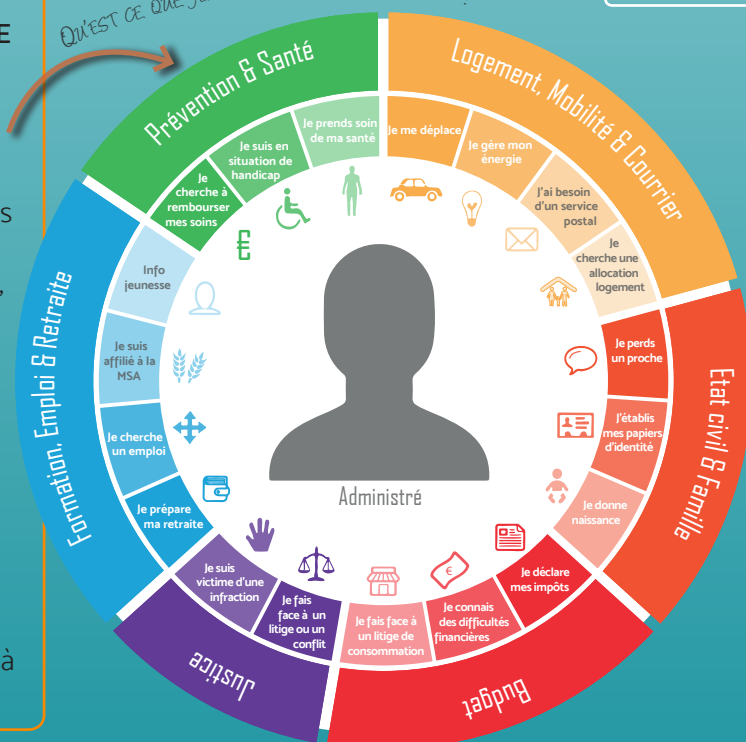 E
QU'EST CE QUE
s
,
à
Prévention & Santé
Je prends soin
de ma santé
Je suis en
situation de
handicap
Je
cherche à
rembourser
mes soins
Logement, Mobilité & Courrier
Je me déplace
Je gère mon
énergie
J'ai besoin
d'un service
postal
Je
cherche une
allocation
logement
Etat civil & Famille
Je perds
un proche
J'établis
mes papiers
d'identité
Je donne
naissance
Budget
Je déclare
mes impôts
Je connais
des difficultés
financières
Je fais face à
un litige de
consommation
Justice
Je fais
face à un
litige ou un
conflit
Je suis
victime d'une
infraction
Formation, Emploi & Retraite
Je prépare
ma retraite
Je cherche
un emploi
Je suis
affilié à la
MSA
Info
jeunesse
Administré